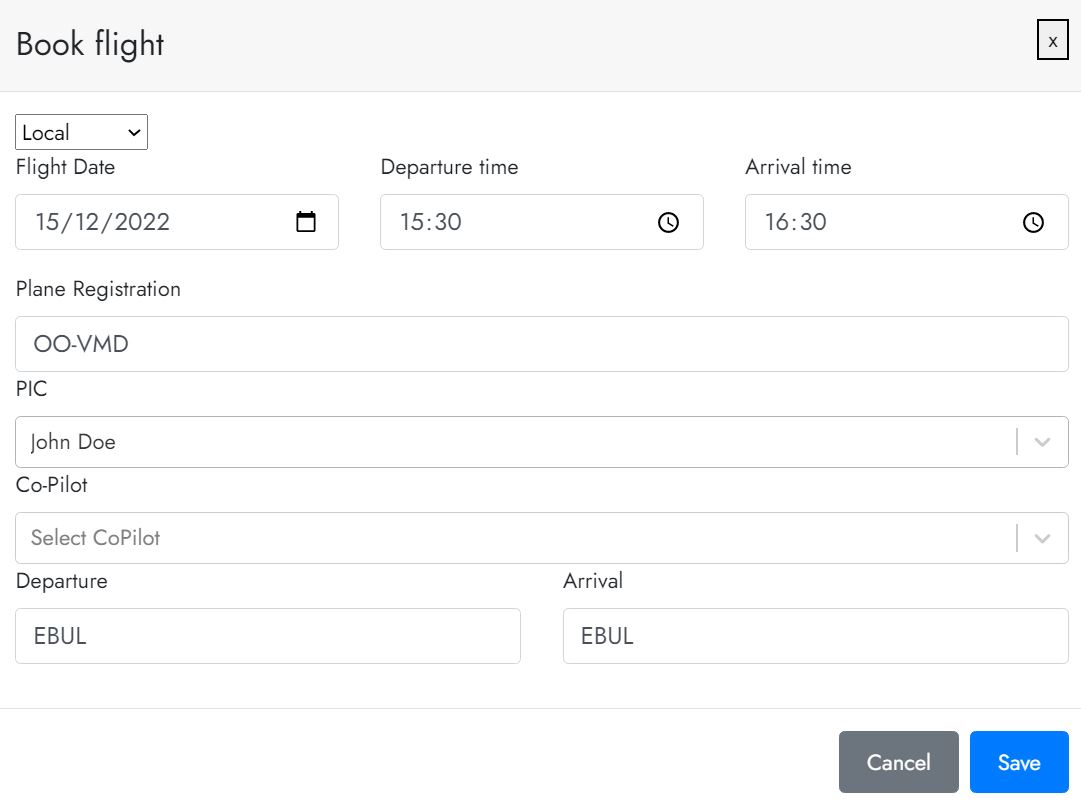 Book flight
x
Local
Flight Date
Departure time
Arrival time
15/12/2022
15:30
16:30
Plane Registration
OO-VMD
PIC
John Doe
Co-Pilot
Select CoPilot
Departure
Arrival
EBUL
EBUL
Cancel
Save